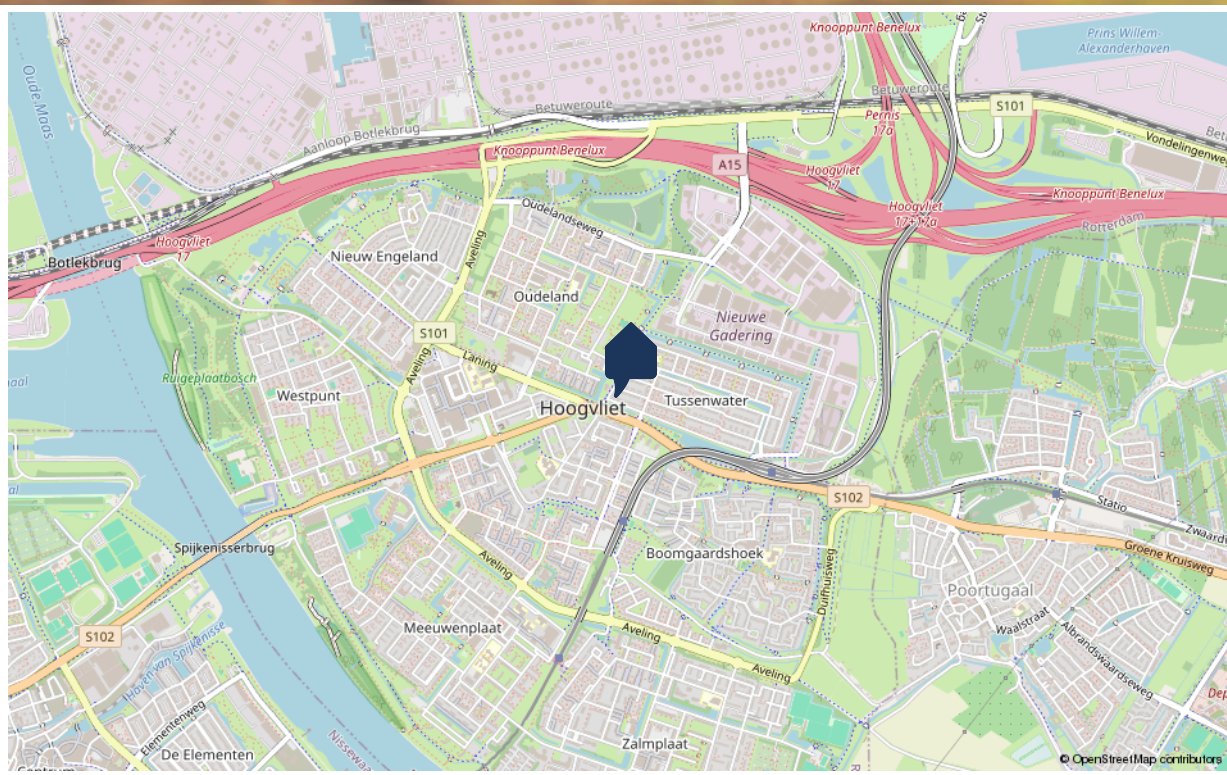 Knooppunt Benelux
Prins Willem-
Alexanderhaven
Oude Maas
Betuweroute
Betuweroute
S101
Pernis
17a
Aanloop Botlekbrug
Vondelingenweg
Knooppunt Benelux
A15
Hoogvliet
17
Knooppunt Benelux
Hoogvliet
17+17a
Rotterdam
Oudelandseweg
Hoogvliet
17
Botlekbrug
Nieuw Engeland
Aveling
Oudeland
Nieuwe
Gadering
S101
Laning
Aveling
Ruigeplaatbosch
Westpunt
Hoogvliet
Tussenwater
S102
Statio
Zwaard
Spijkenisserbrug
Boomgaardshoek
Groene Kruisweg
Aveling
Duifhuisweg
Poortugaal
Waalstraat
Albrandswaardseweg
S102
Hoven van Spijkenisse
Meeuwenplaat
Aveling
Aveling
Elementenweg
De Elementen
Nissewaa
Zalmplaat
Dep
Centrum
© OpenStreetMap contributors